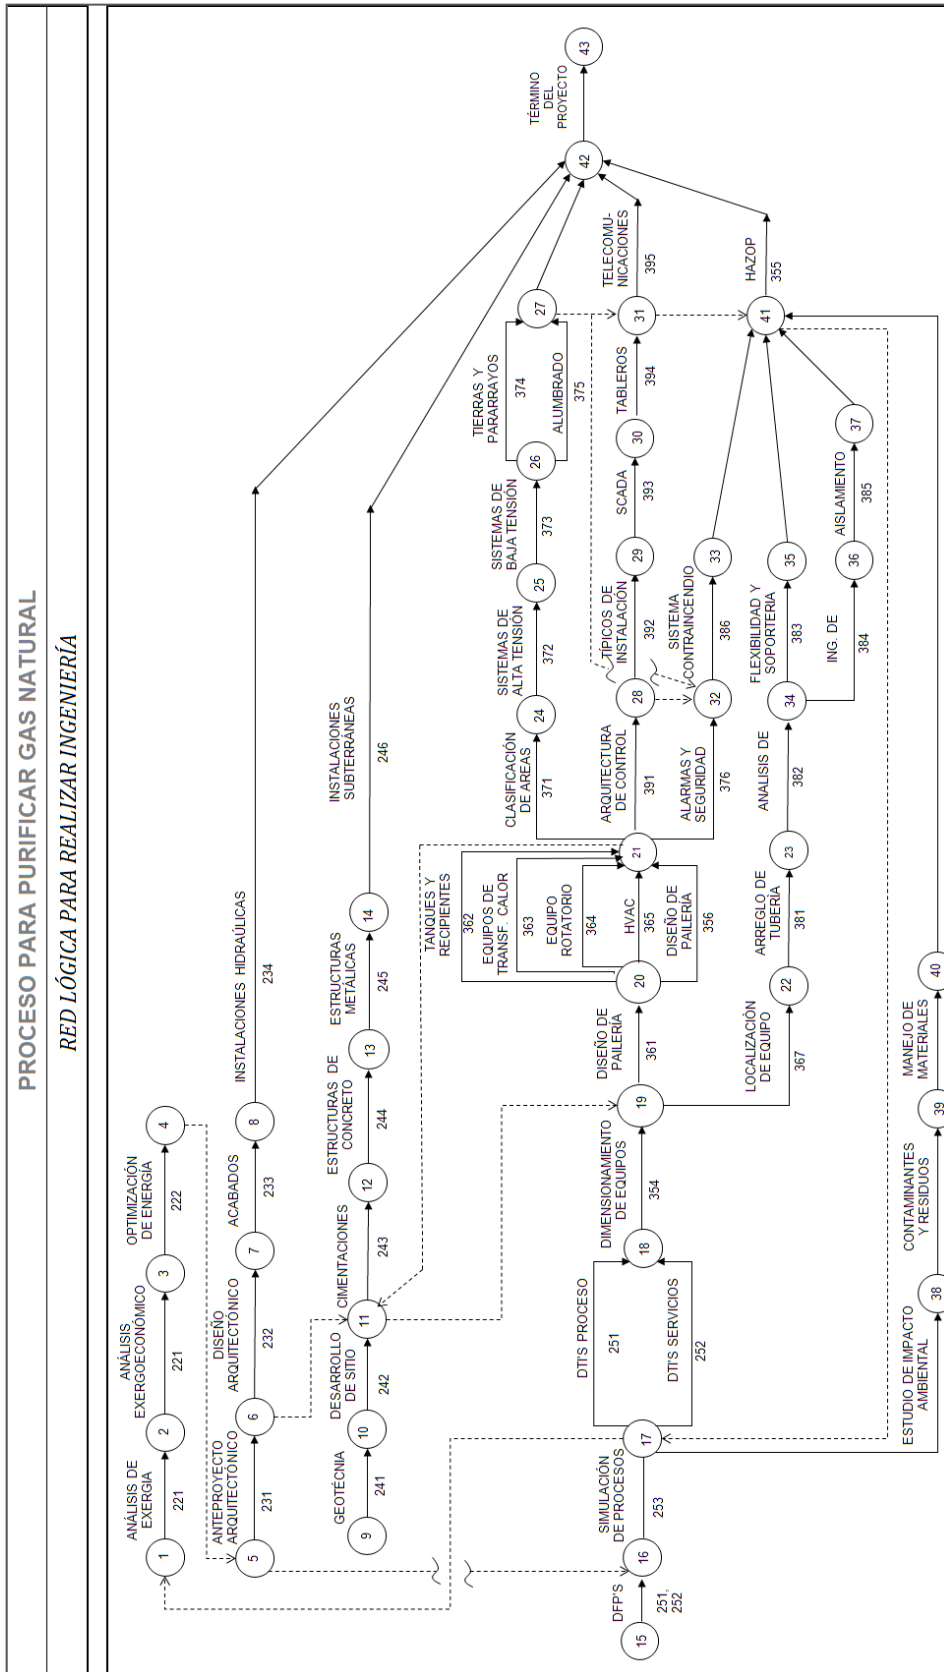 PROCESO PARA PURIFICAR GAS NATURAL
RED LÓGICA PARA REALIZAR INGENIERÍA
1
ANÁLISIS DE
EXERGIA
221
2
ANÁLISIS
EXERGOECONÓMICO
221
3
OPTIMIZACIÓN
DE ENERGÍA
222
4
5
ANTEPROYECTO
ARQUITECTÓNICO
231
6
DISEÑO
ARQUITECTÓNICO
232
7
ACABADOS
233
8
INSTALACIONES HIDRAÚLICAS
234
9
GEOTÉCNIA
241
10
DESARROLLO
DE SITIO
242
11
CIMENTACIONES
243
12
ESTRUCTURAS DE
CONCRETO
244
13
ESTRUCTURAS
METÁLICAS
245
14
INSTALACIONES
SUBTERRÁNEAS
246
15
DFP'S
251,
252
16
SIMULACIÓN
DE PROCESOS
253
17
DTI'S PROCESO
251
DTI'S SERVICIOS
252
18
DIMENSIONAMIENTO
DE EQUIPOS
354
19
DISEÑO DE
PAILERÍA
361
20
TANQUES Y
RECIPIENTES
362
EQUIPOS DE
TRANSF. CALOR
363
EQUIPO
ROTATORIO
364
HVAC
365
DISEÑO DE
PAILERÍA
356
21
CLASIFICACIÓN
DE AREAS
371
24
SISTEMAS DE
ALTA TENSIÓN
372
25
SISTEMAS DE
BAJA TENSIÓN
373
26
TIERRAS Y
PARARRAYOS
374
ALUMBRADO
375
27
ARQUITECTURA
DE CONTROL
391
28
TÍPICOS DE
INSTALACIÓN
392
29
SCADA
393
30
TABLEROS
394
31
TELECOMU-
NICACIONES
395
ALARMAS Y
SEGURIDAD
376
32
SISTEMA
CONTRAINCENDIO
386
33
LOCALIZACIÓN
DE EQUIPO
367
22
ARREGLO DE
TUBERÍA
381
23
ANALISIS DE
382
34
FLEXIBILIDAD Y
SOPORTERIA
383
35
ING. DE
384
36
AISLAMIENTO
385
37
ESTUDIO DE IMPACTO
AMBIENTAL
38
CONTAMINANTES
Y RESIDUOS
39
MANEJO DE
MATERIALES
40
41
HAZOP
355
42
TÉRMINO
DEL
PROYECTO
43